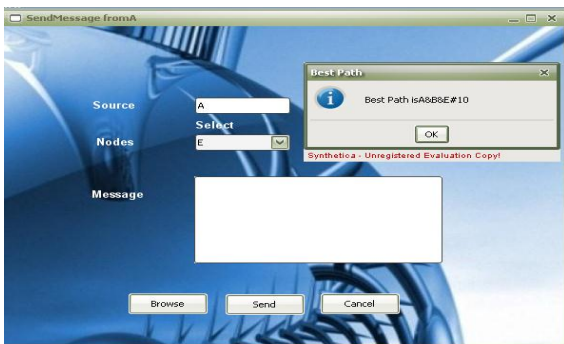 SendMessage fromA
Best Path
Best Path isA&B&E#10
OK
Synthetica - Unregistered Evaluation Copy!
Source
A
Select
Nodes
E
Message
Browse
Send
Cancel